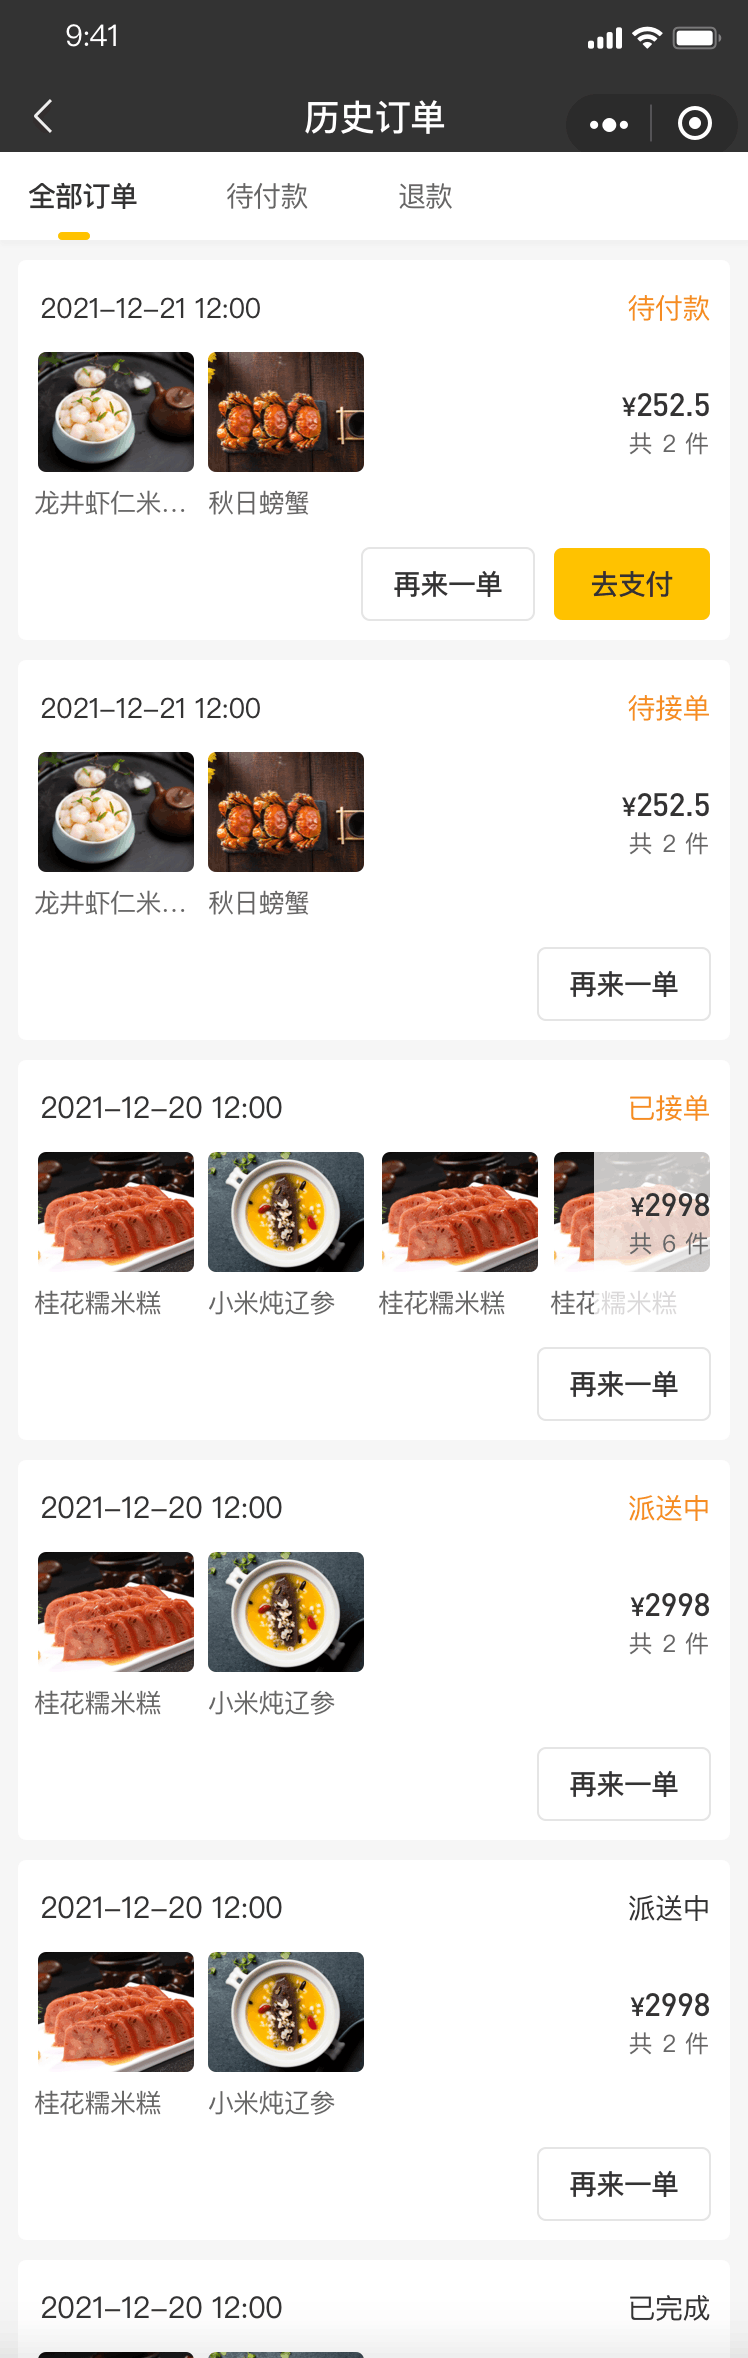 9:41
历史订单
全部订单 待付款 退款
2021-12-21 12:00 待付款
¥252.5
共 2 件
龙井虾仁米... 秋日螃蟹
再来一单 去支付
2021-12-21 12:00 待接单
¥252.5
共 2 件
龙井虾仁米... 秋日螃蟹
再来一单
2021-12-20 12:00 已接单
¥2998
共 6 件
桂花糯米糕 小米炖辽参 桂花糯米糕 桂花糯米糕
再来一单
2021-12-20 12:00 派送中
¥2998
共 2 件
桂花糯米糕 小米炖辽参
再来一单
2021-12-20 12:00 派送中
¥2998
共 2 件
桂花糯米糕 小米炖辽参
再来一单
2021-12-20 12:00 已完成